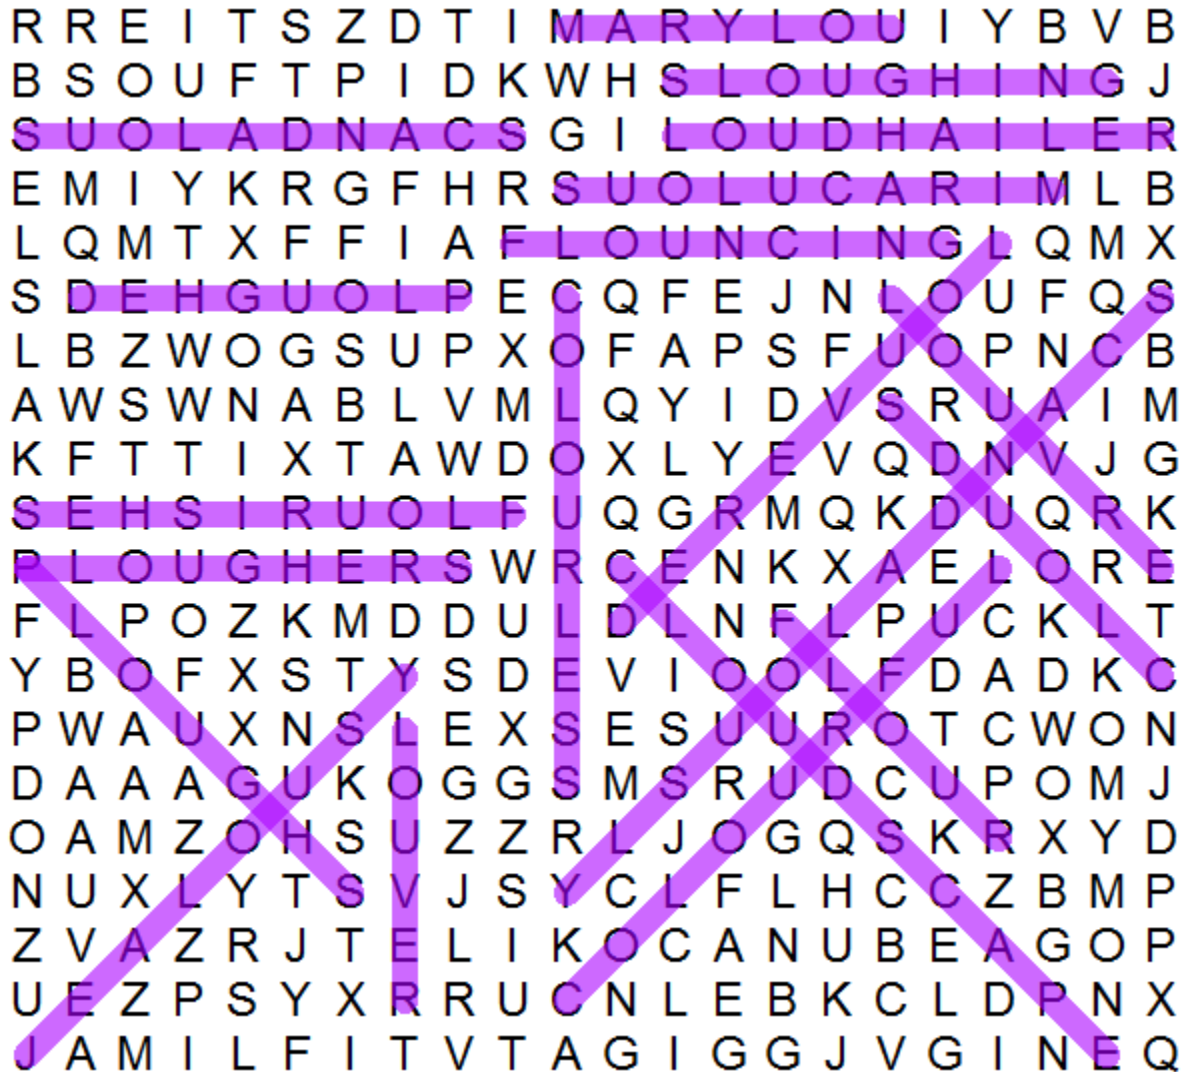 R R E I T S Z D T I M A R Y L O U I Y B V B
B S O U F T P I D K W H S L O U G H I N G J
S U O L A D N A C S G I L O U D H A I L E R
E M I Y K R G F H R S U O L U C A R I M L B
L Q M T X F F I A F L O U N C I N G L Q M X
S D E H G U O L P E C Q F E J N L O U F Q S
L B Z W O G S U P X O F A P S F U O P N C B
A W S W N A B L V M L Q Y I D V S R U A I M
K F T T I X T A W D O X L Y E V Q D N V J G
S E H S I R U O L F U Q G R M Q K D U Q R K
P L O U G H E R S W R C E N K X A E L O R E
F L P O Z K M D D U L D L N F L P U C K L T
Y B O F X S T Y S D E V I O O L F D A D K C
P W A U X N S L E X S E S U U R O T C W O N
D A A A G U K O G G S M S R U D C U P O M J
O A M Z O H S U Z Z R L J O G Q S K R X Y D
N U X L Y T S V J S Y C L F L H C C Z B M P
Z V A Z R J T E L I K O C A N U B E A G O P
U E Z P S Y X R R U C N L E B K C L D P N X
J A M I L F I T V T A G I G G J V G I N E Q